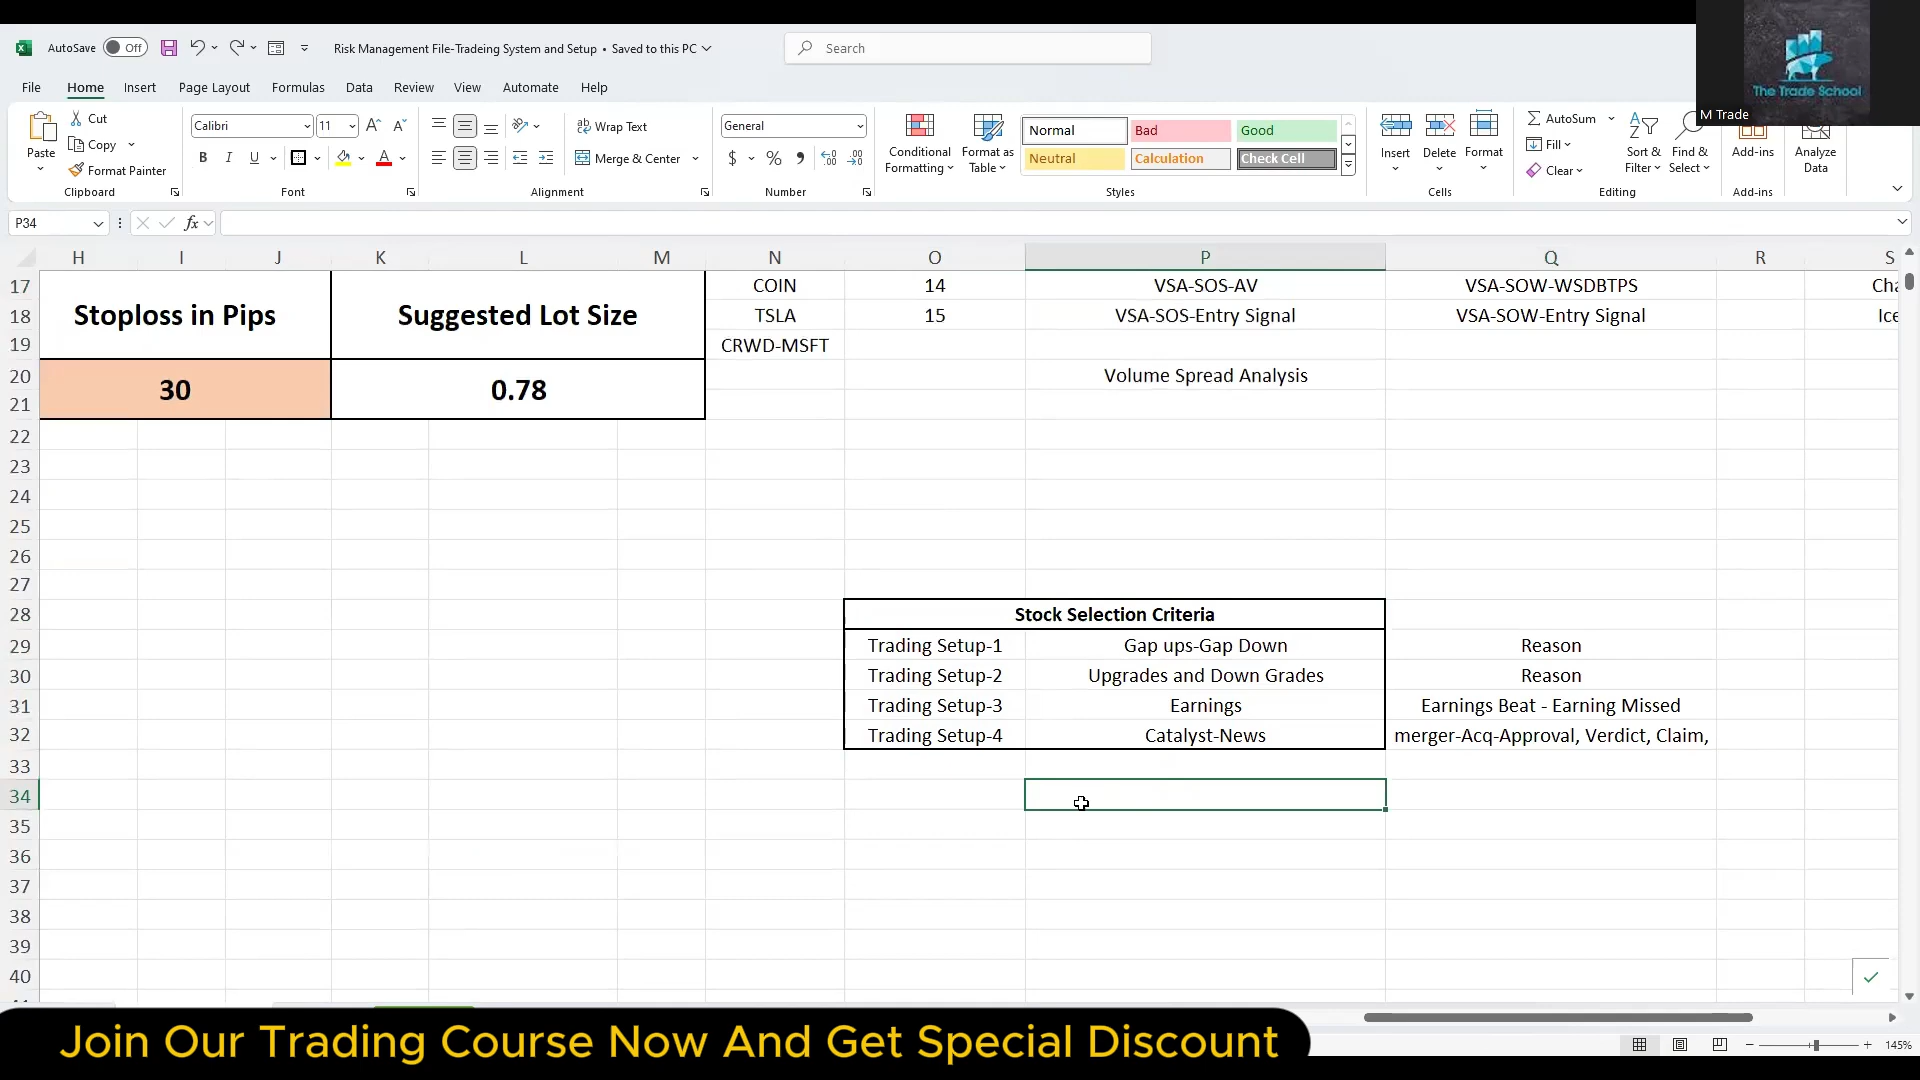 AutoSave Off
Risk Management File-Tradeing System and Setup • Saved to this PC
Search
The Trade School
M Trade
File Home Insert Page Layout Formulas Data Review View Automate Help
Paste
Cut
Copy
Format Painter
Clipboard
Calibri 11
B I U
Font
Wrap Text
Merge & Center
Alignment
General
$ % ,
Number
Conditional Formatting
Format as Table
Normal Bad Good
Neutral Calculation Check Cell
Styles
Insert Delete Format
Cells
AutoSum
Fill
Clear
Sort & Filter
Find & Select
Editing
Add-ins
Add-ins
Analyze Data
P34 fx
H I J K L M N O P Q R S
17 COIN 14 VSA-SOS-AV VSA-SOW-WSDBTPS
Stoploss in Pips Suggested Lot Size
18 TSLA 15 VSA-SOS-Entry Signal VSA-SOW-Entry Signal Ice
19 CRWD-MSFT
20 Volume Spread Analysis
30 0.78
21
22
23
24
25
26
27
28 Stock Selection Criteria
29 Trading Setup-1 Gap ups-Gap Down Reason
30 Trading Setup-2 Upgrades and Down Grades Reason
31 Trading Setup-3 Earnings Earnings Beat - Earning Missed
32 Trading Setup-4 Catalyst-News merger-Acq-Approval, Verdict, Claim,
33
34
35
36
37
38
39
40
Join Our Trading Course Now And Get Special Discount
145%